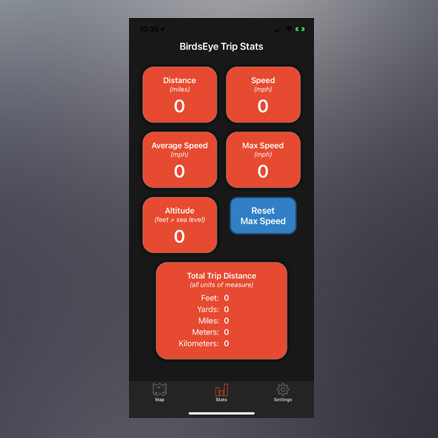 10:35
BirdsEye Trip Stats
Distance
(miles)
0
Speed
(mph)
0
Average Speed
(mph)
0
Max Speed
(mph)
0
Altitude
(feet > sea level)
0
Reset
Max Speed
Total Trip Distance
(all units of measure)
Feet: 0
Yards: 0
Miles: 0
Meters: 0
Kilometers: 0
Map
Stats
Settings